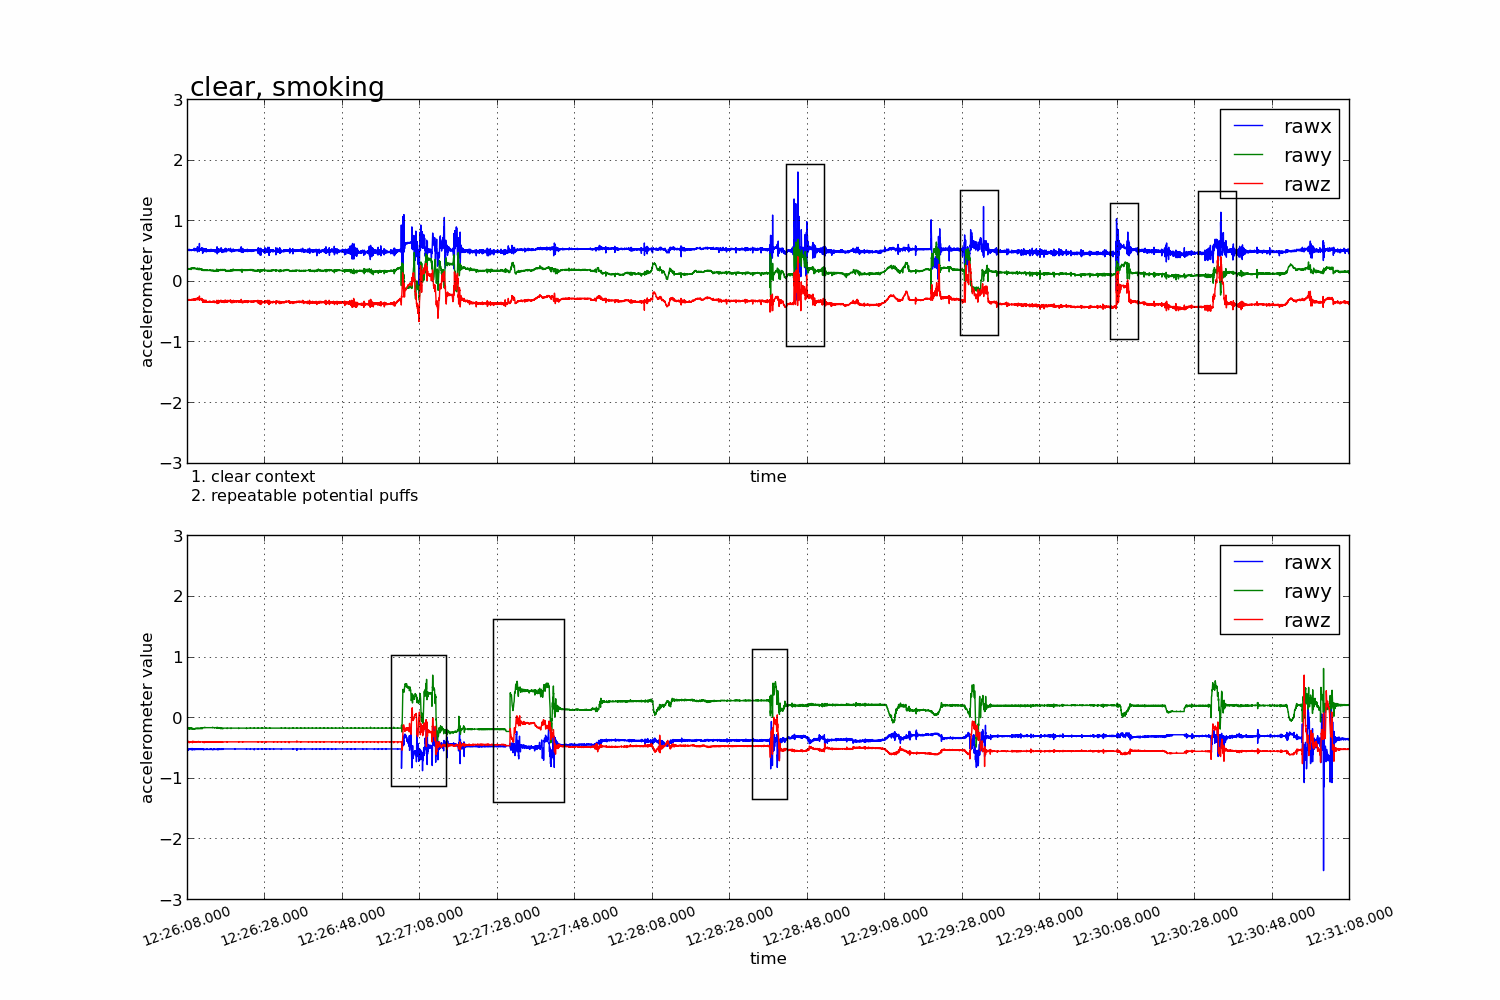 clear, smoking
3
2
1
0
−1
−2
−3
accelerometer value
rawx
rawy
rawz
time
1. clear context
2. repeatable potential puffs
3
2
1
0
−1
−2
−3
accelerometer value
rawx
rawy
rawz
12:26:08.000 12:26:28.000 12:26:48.000 12:27:08.000 12:27:28.000 12:27:48.000 12:28:08.000 12:28:28.000 12:28:48.000 12:29:08.000 12:29:28.000 12:29:48.000 12:30:08.000 12:30:28.000 12:30:48.000 12:31:08.000
time